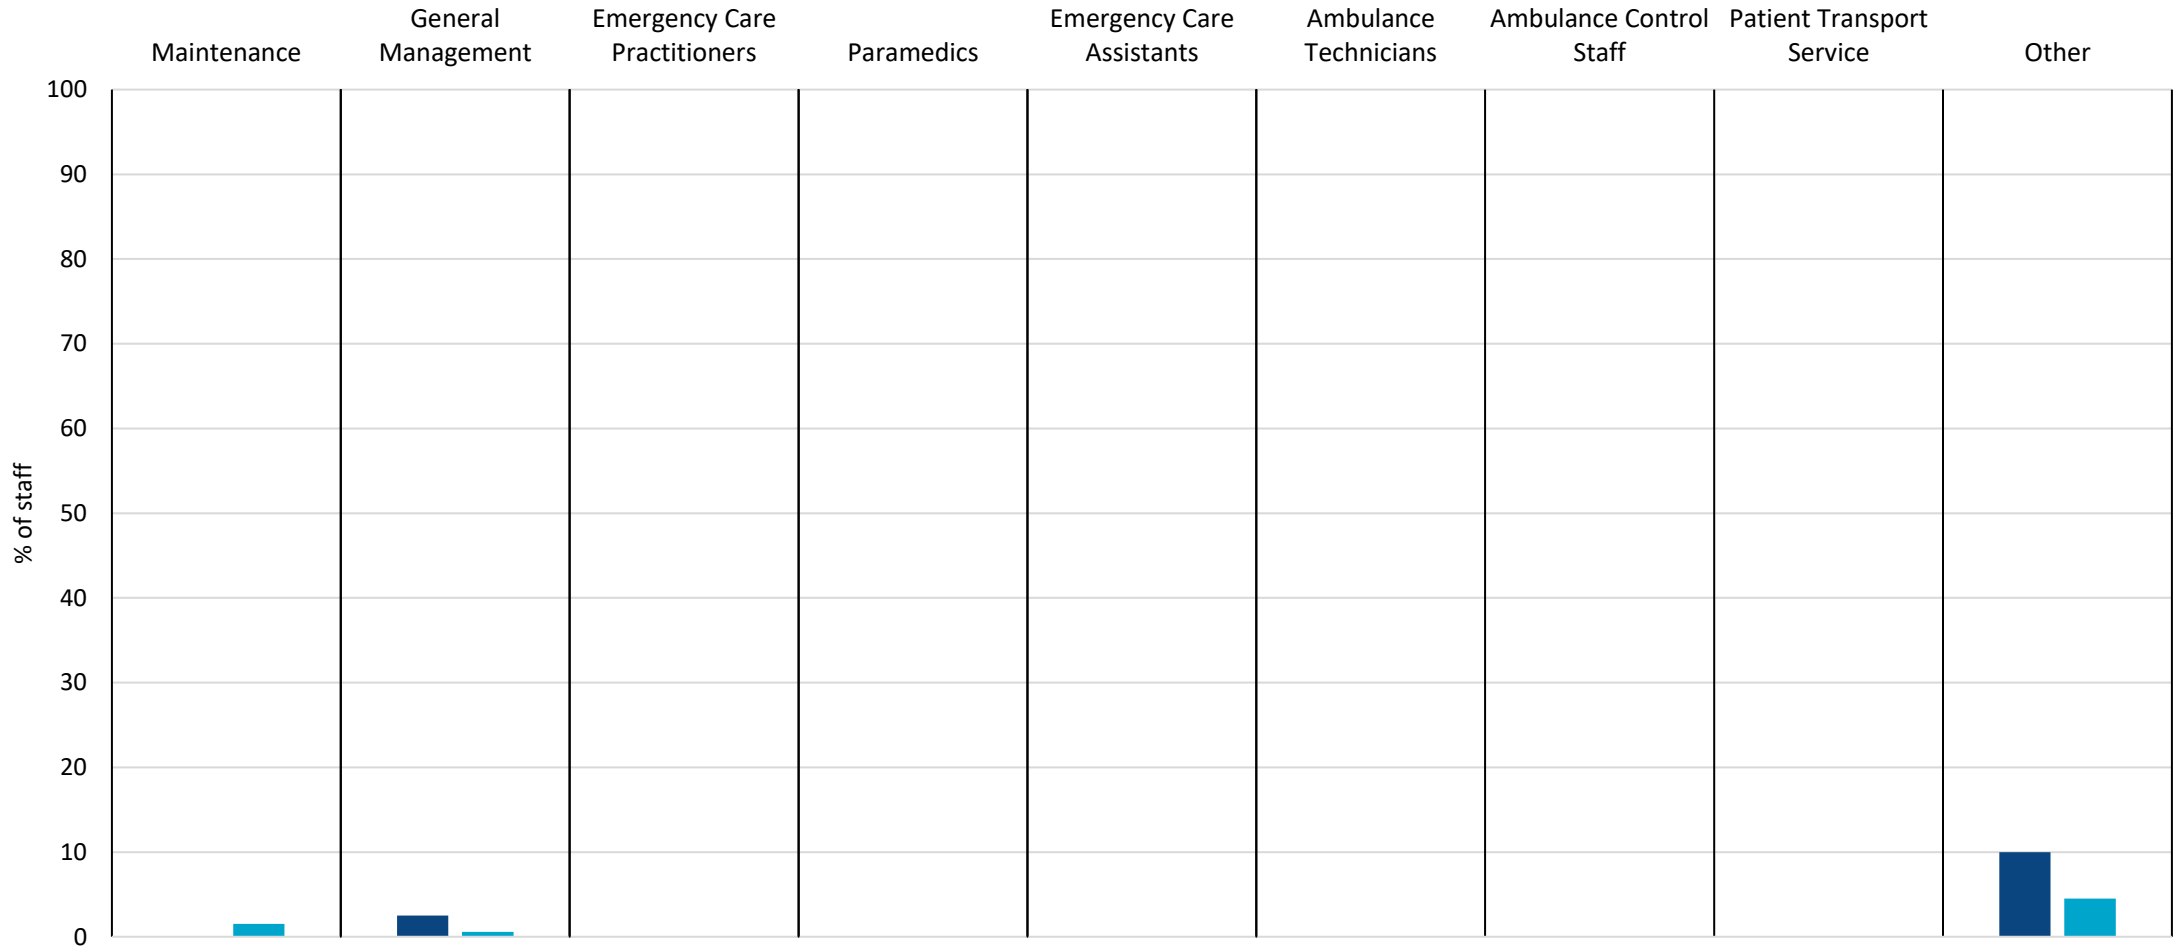 General
Emergency Care
Emergency Care
Ambulance
Ambulance Control
Patient Transport
Maintenance
Management
Practitioners
Paramedics
Assistants
Technicians
Staff
Service
Other
100
90
80
70
60
50
40
30
20
10
0
% of staff